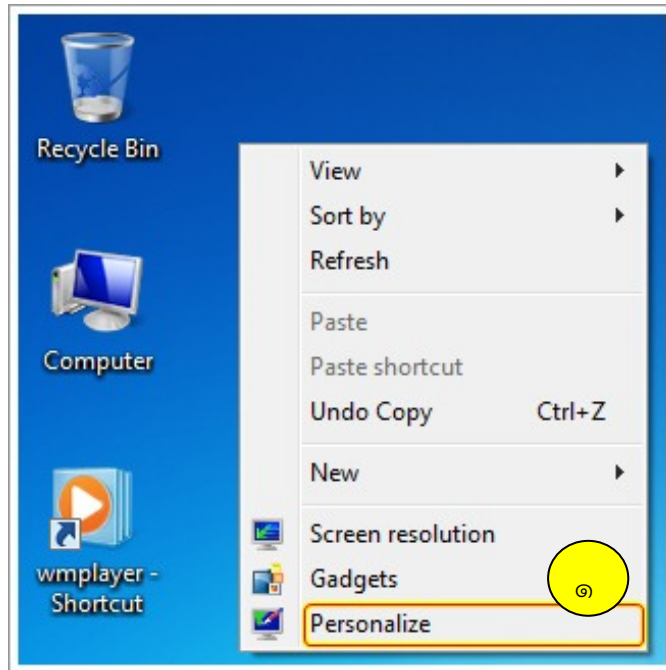 Recycle Bin
Computer
wmplayer -
Shortcut
View
Sort by
Refresh
Paste
Paste shortcut
Undo Copy Ctrl+Z
New
Screen resolution
Gadgets
๑
Personalize